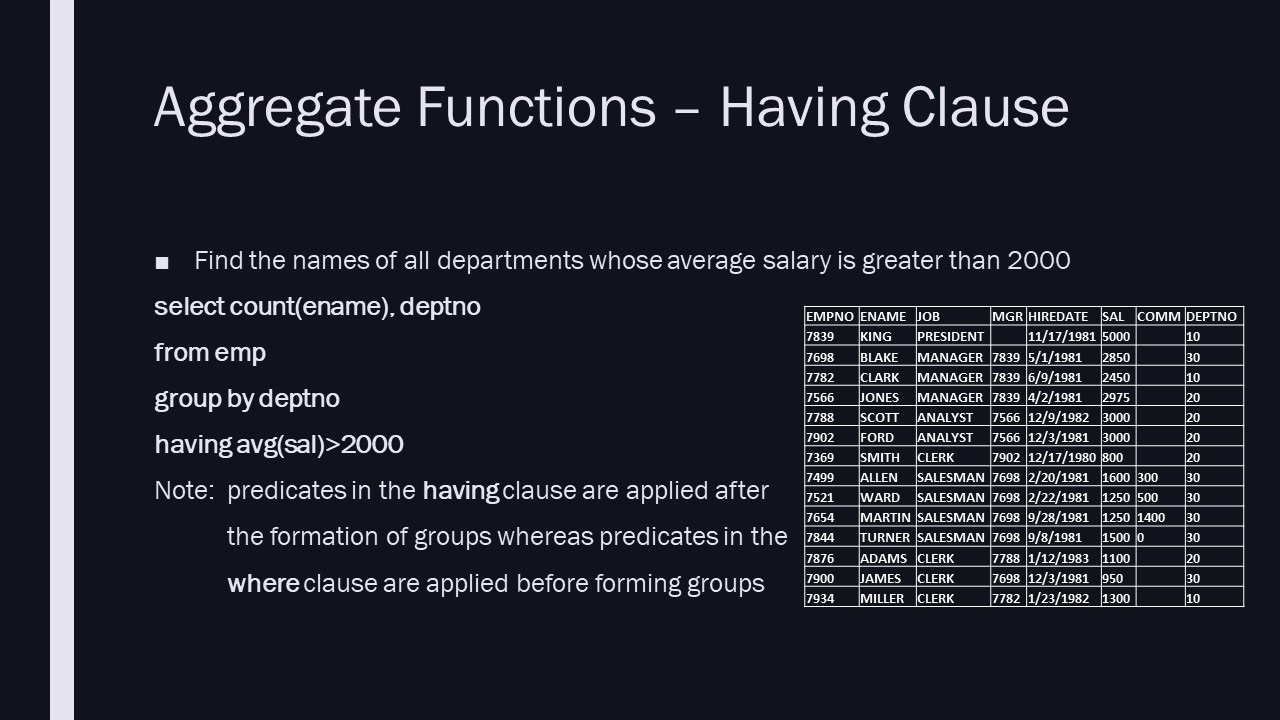 Aggregate Functions – Having Clause
■ Find the names of all departments whose average salary is greater than 2000
select count(ename), deptno
from emp
group by deptno
having avg(sal)>2000
Note: predicates in the having clause are applied after
the formation of groups whereas predicates in the
where clause are applied before forming groups
EMPNO ENAME JOB MGR HIREDATE SAL COMM DEPTNO
7839 KING PRESIDENT 11/17/1981 5000 10
7698 BLAKE MANAGER 7839 5/1/1981 2850 30
7782 CLARK MANAGER 7839 6/9/1981 2450 10
7566 JONES MANAGER 7839 4/2/1981 2975 20
7788 SCOTT ANALYST 7566 12/9/1982 3000 20
7902 FORD ANALYST 7566 12/3/1981 3000 20
7369 SMITH CLERK 7902 12/17/1980 800 20
7499 ALLEN SALESMAN 7698 2/20/1981 1600 300 30
7521 WARD SALESMAN 7698 2/22/1981 1250 500 30
7654 MARTIN SALESMAN 7698 9/28/1981 1250 1400 30
7844 TURNER SALESMAN 7698 9/8/1981 1500 0 30
7876 ADAMS CLERK 7788 1/12/1983 1100 20
7900 JAMES CLERK 7698 12/3/1981 950 30
7934 MILLER CLERK 7782 1/23/1982 1300 10